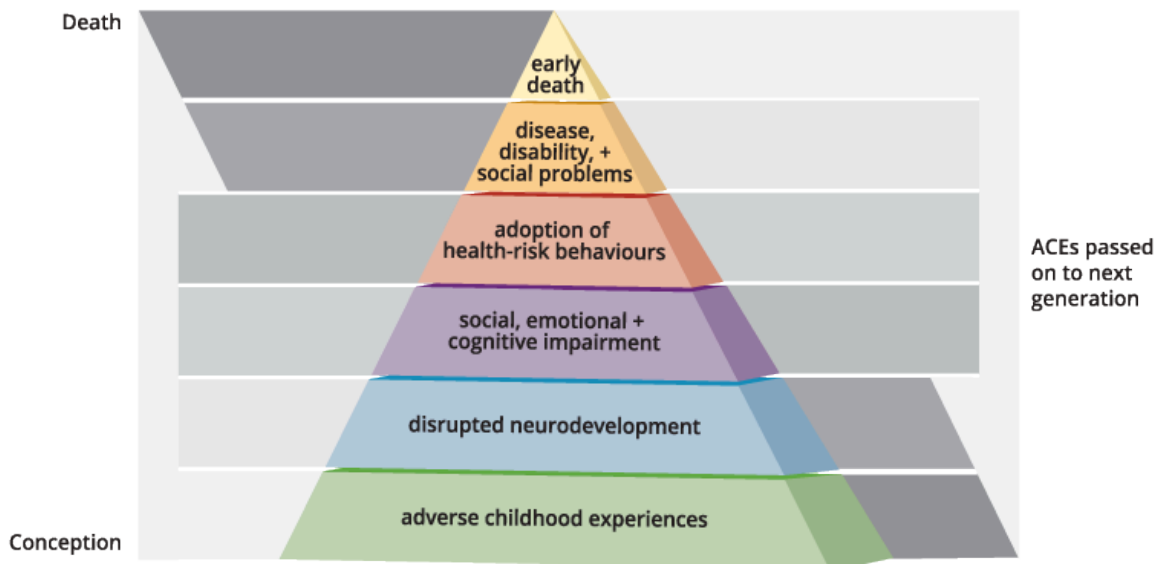 Death
early
death
disease,
disability, +
social problems
adoption of
health-risk behaviours
ACEs passed
on to next
generation
social, emotional +
cognitive impairment
disrupted neurodevelopment
adverse childhood experiences
Conception